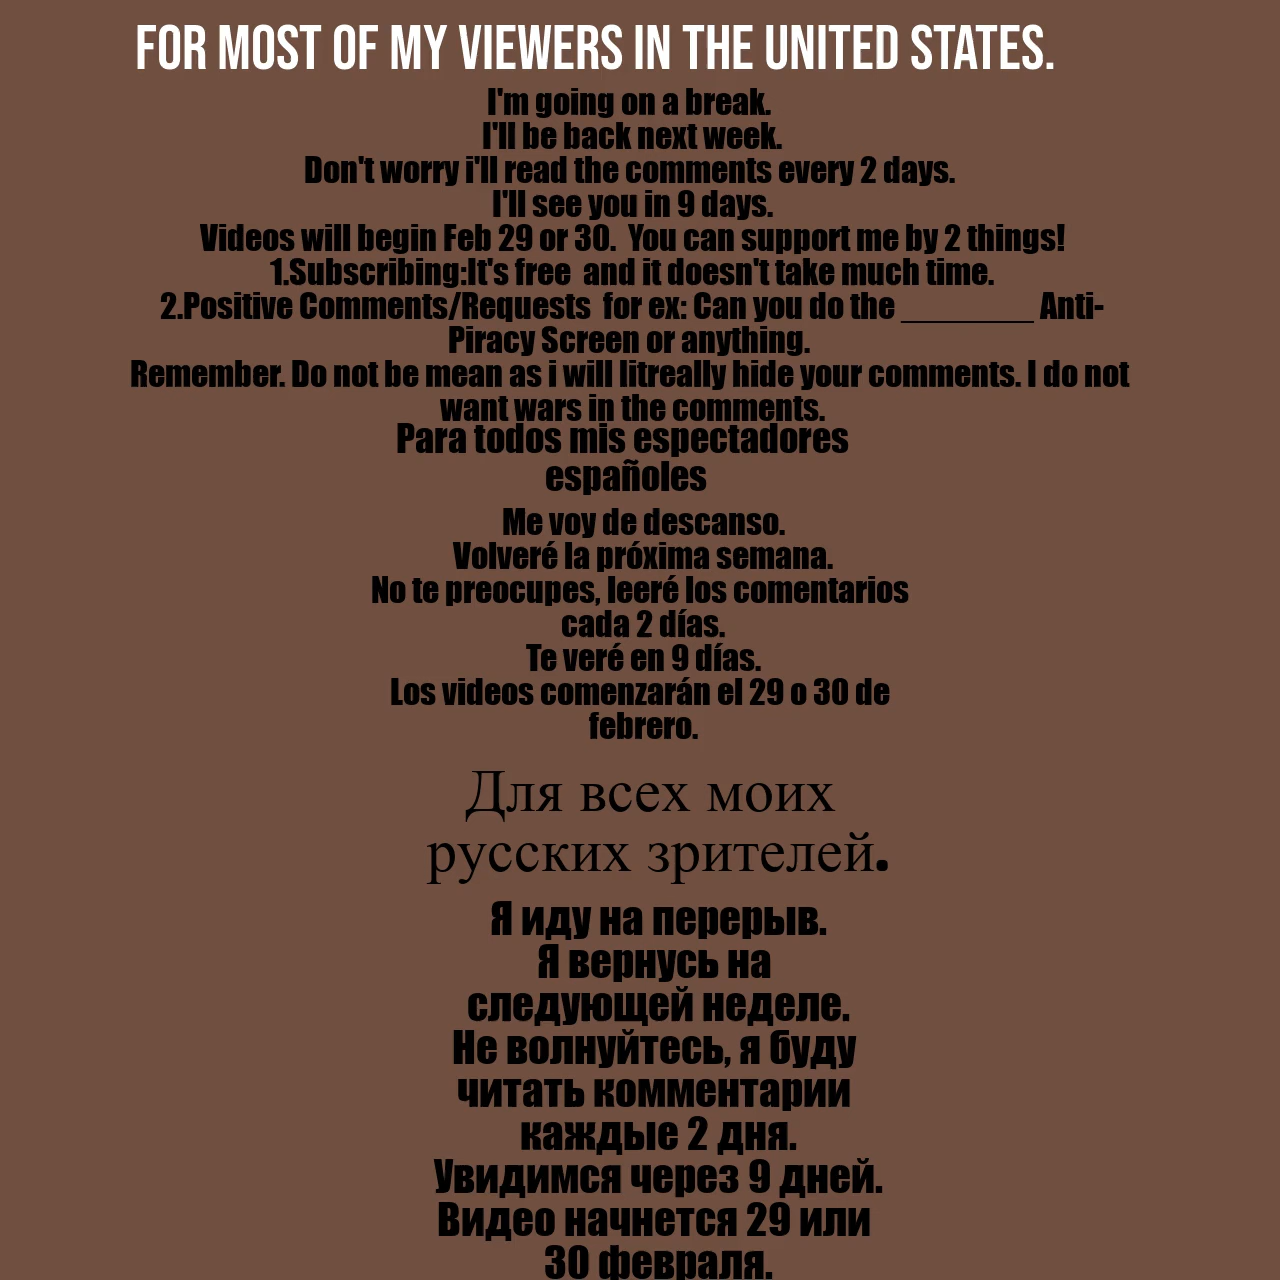 FOR MOST OF MY VIEWERS IN THE UNITED STATES.
I'm going on a break.
I'll be back next week.
Don't worry i'll read the comments every 2 days.
I'll see you in 9 days.
Videos will begin Feb 29 or 30.  You can support me by 2 things!
1.Subscribing:It's free  and it doesn't take much time.
2.Positive Comments/Requests  for ex: Can you do the ________ Anti-
Piracy Screen or anything.
Remember. Do not be mean as i will litreally hide your comments. I do not
want wars in the comments.
Para todos mis espectadores
españoles
Me voy de descanso.
Volveré la próxima semana.
No te preocupes, leeré los comentarios
cada 2 días.
Te veré en 9 días.
Los videos comenzarán el 29 o 30 de
febrero.
Для всех моих
русских зрителей.
Я иду на перерыв.
Я вернусь на
следующей неделе.
Не волнуйтесь, я буду
читать комментарии
каждые 2 дня.
Увидимся через 9 дней.
Видео начнется 29 или
30 февраля.